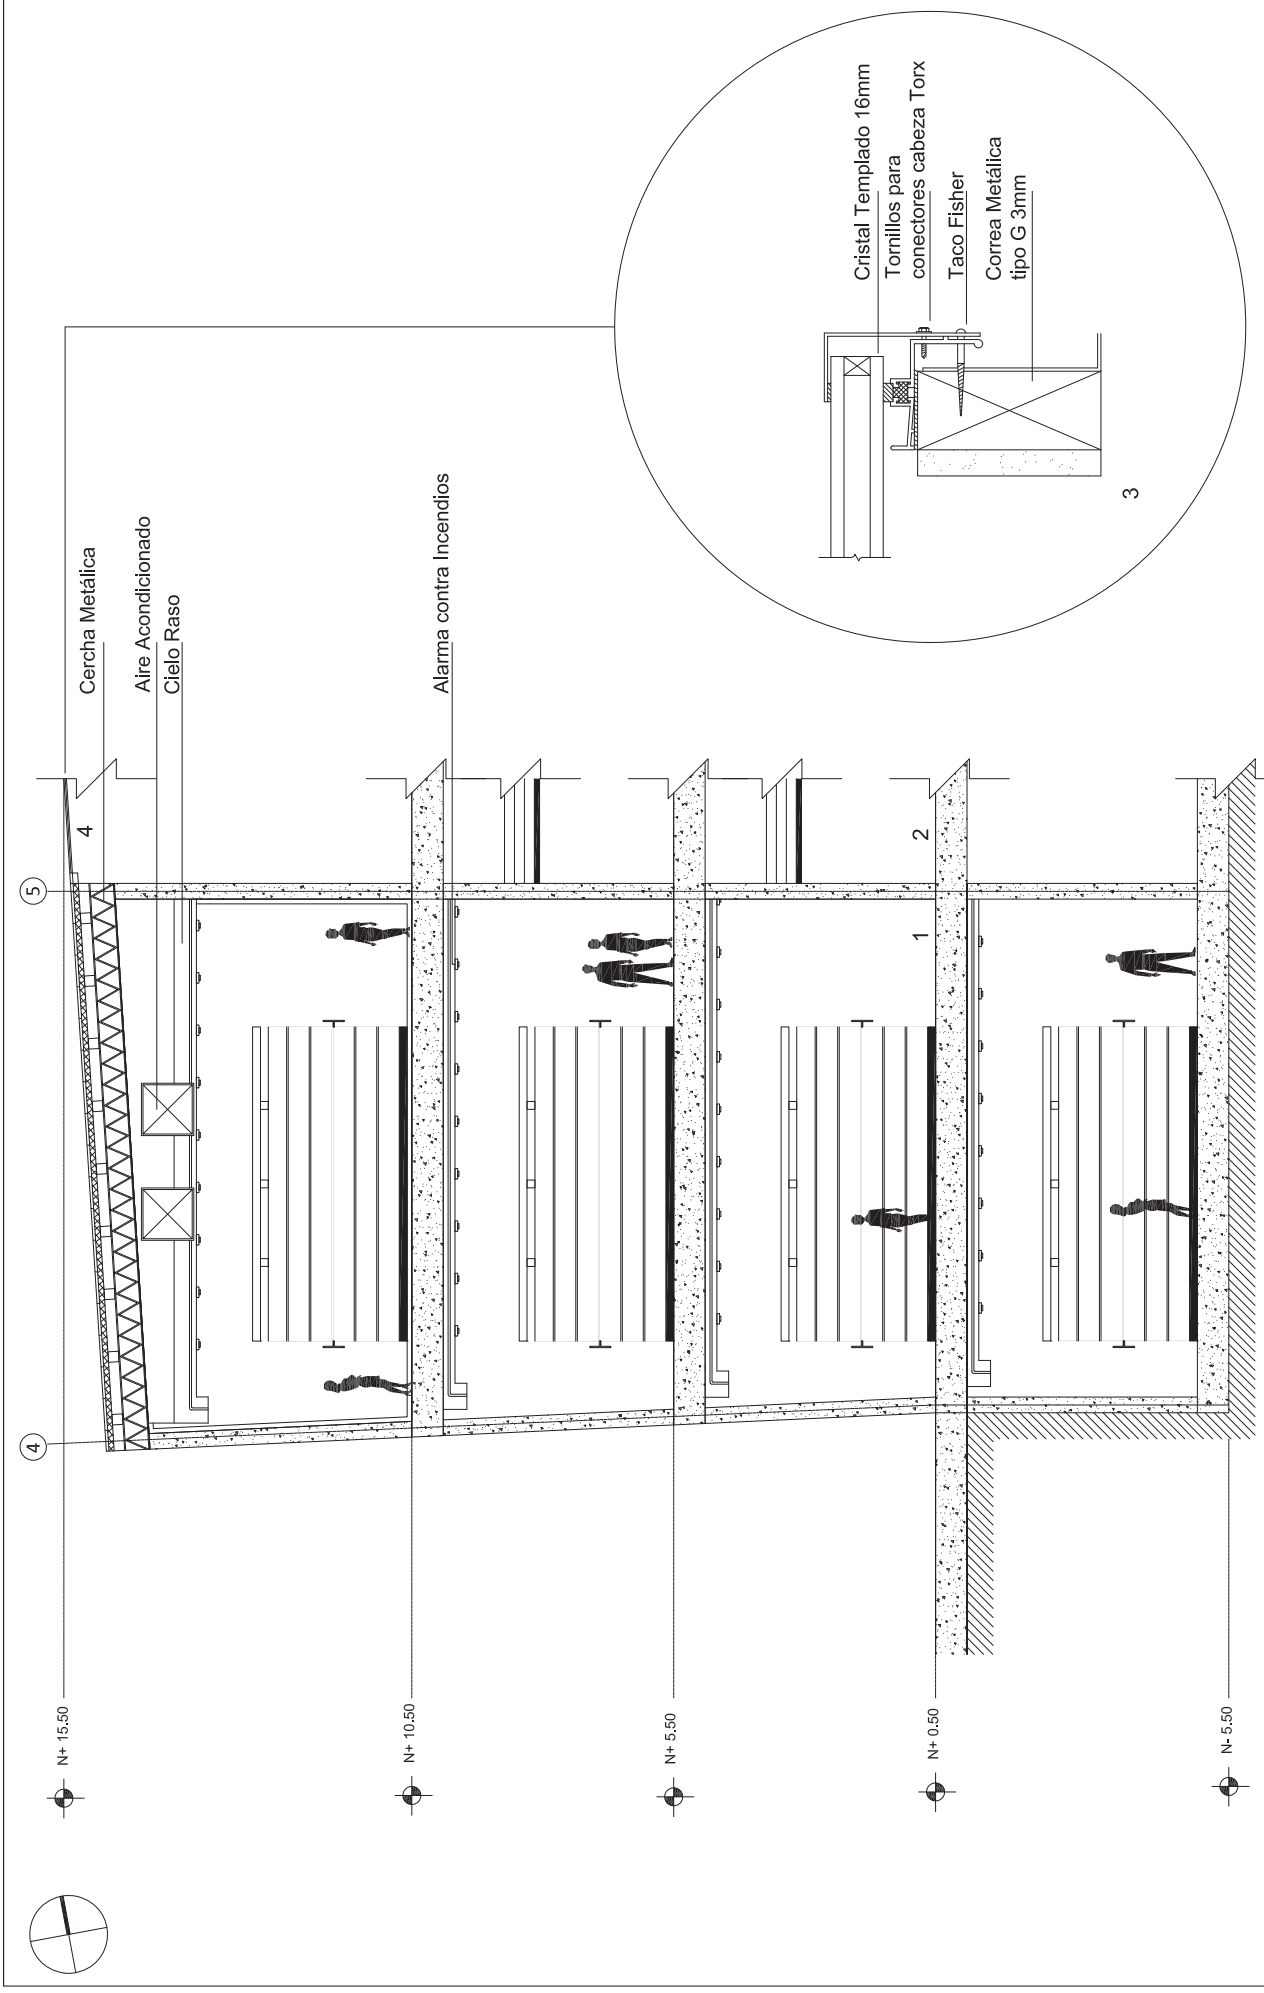 5
4
4
Cercha Metálica
Aire Acondicionado
Cielo Raso
Alarma contra Incendios
Cristal Templado 16mm
Tornillos para
conectores cabeza Torx
Taco Fisher
Correa Metálica
tipo G 3mm
3
1
2
N+ 15.50
N+ 10.50
N+ 5.50
N+ 0.50
N- 5.50